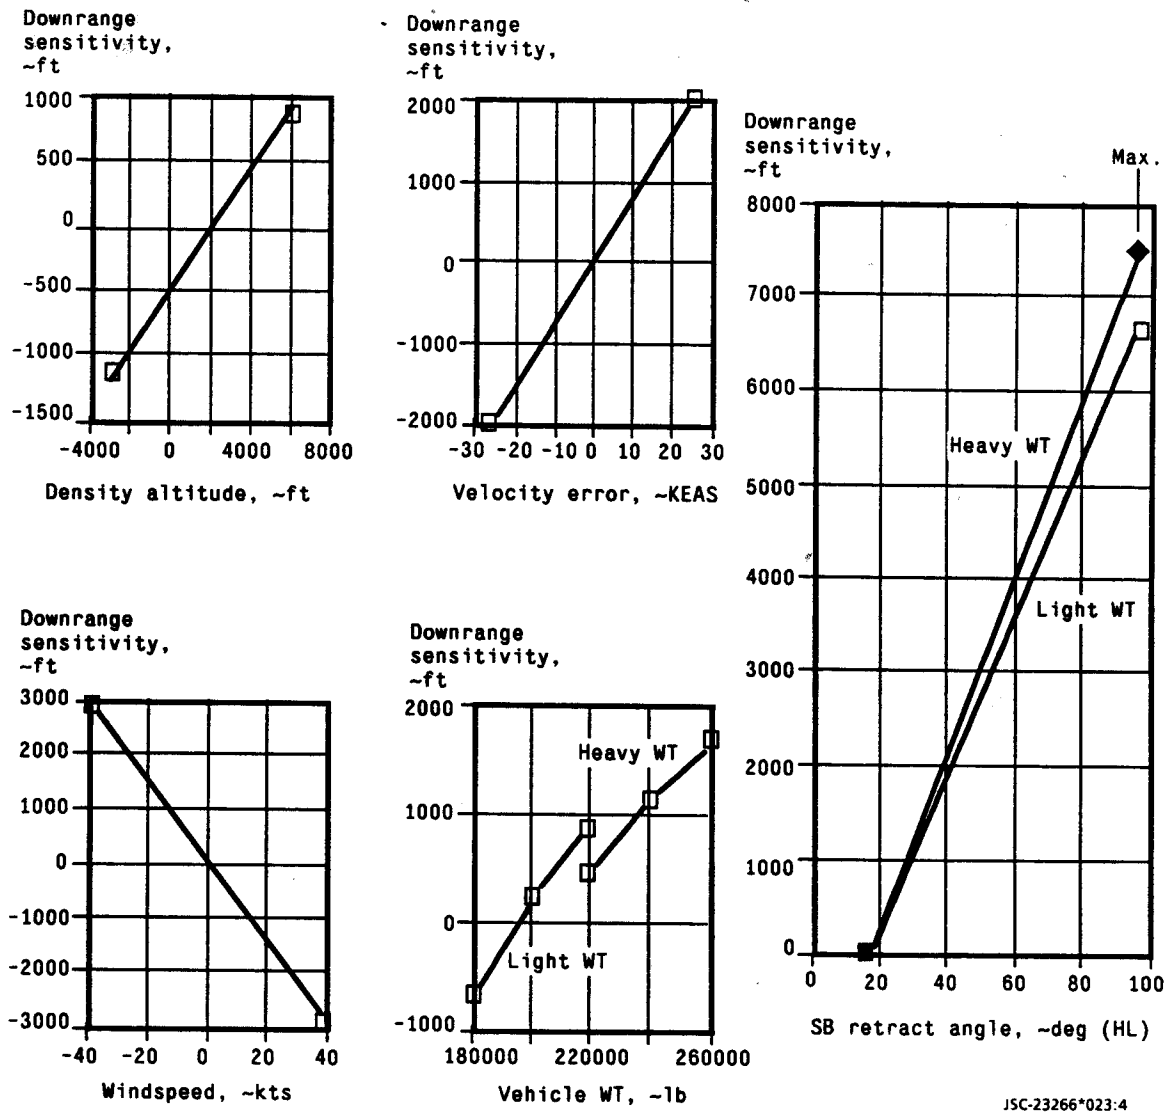 Downrange
sensitivity,
~ft
1000
500
0
-500
-1000
-1500
-4000 0 4000 8000
Density altitude, ~ft
Downrange
sensitivity,
~ft
2000
1000
0
-1000
-2000
-30 -20 -10 0 10 20 30
Velocity error, ~KEAS
Downrange
sensitivity,
~ft
Max.
8000
7000
6000
Heavy WT
5000
4000
Light WT
3000
2000
1000
0
0 20 40 60 80 100
SB retract angle, ~deg (HL)
Downrange
sensitivity,
~ft
3000
2000
1000
0
-1000
-2000
-3000
-40 -20 0 20 40
Windspeed, ~kts
Downrange
sensitivity,
~ft
2000
Heavy WT
1000
0
Light WT
-1000
180000 220000 260000
Vehicle WT, ~lb
JSC-23266*023:4